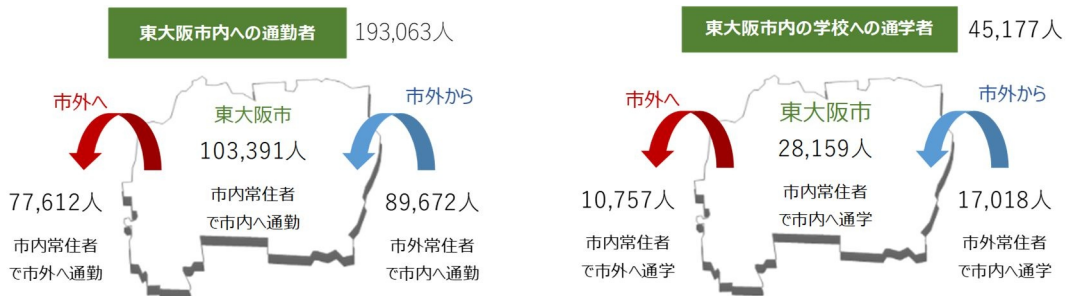 東大阪市内への通勤者 193,063人
市外へ
市外から
東大阪市
103,391人
市内常住者
で市内へ通勤
77,612人
市内常住者
で市外へ通勤
89,672人
市外常住者
で市内へ通勤
東大阪市内の学校への通学者 45,177人
市外へ
市外から
東大阪市
28,159人
市内常住者
で市内へ通学
10,757人
市内常住者
で市外へ通学
17,018人
市外常住者
で市内へ通学